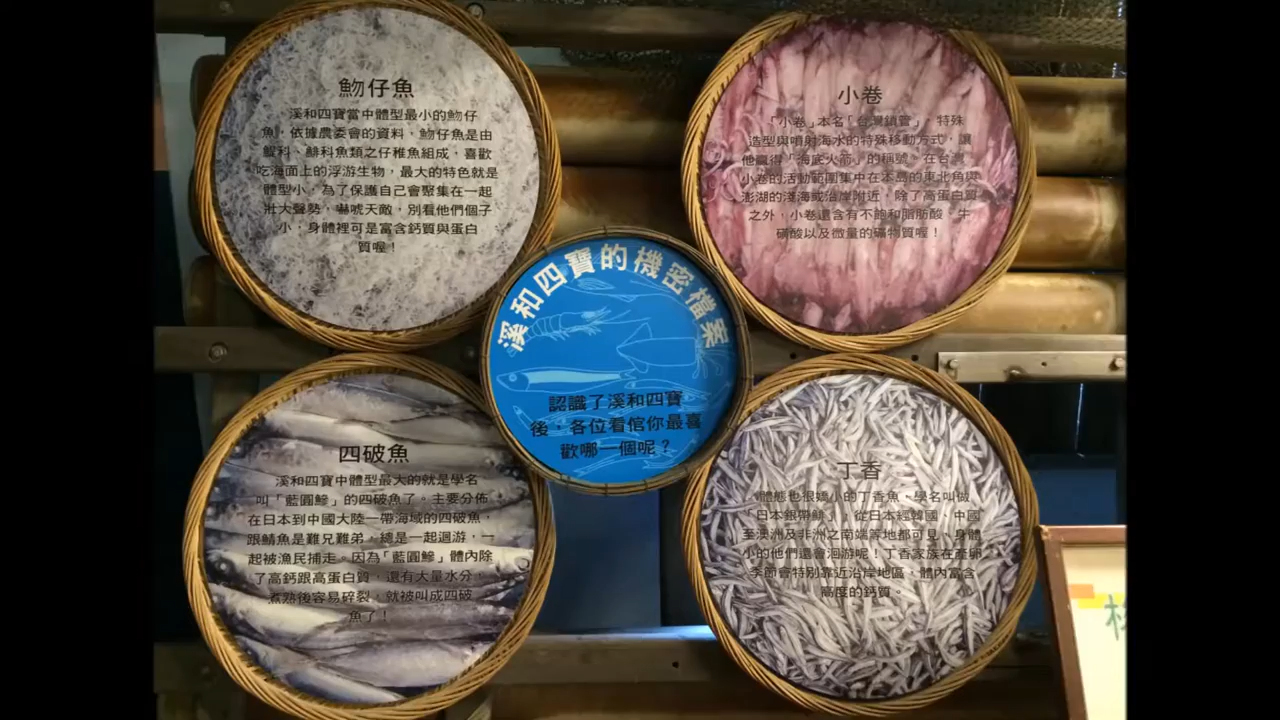 魩仔魚
溪和四寶當中體型最小的魩仔
魚，依據農委會的資料，魩仔魚是由
鯷科、鯡科魚類之仔稚魚組成，喜歡
吃海面上的浮游生物，最大的特色就是
體型小，為了保護自己會聚集在一起
壯大聲勢，嚇唬天敵，別看他們個子
小，身體裡可是富含鈣質與蛋白
質喔！
小卷
「小卷」本名「台灣鎖管」，特殊
造型與噴射海水的特殊移動方式，讓
他贏得「海底火箭」的稱號。在台灣，
小卷的活動範圍集中在本島的東北角與
澎湖的淺海或沿岸附近，除了高蛋白質
之外，小卷還含有不飽和脂肪酸、牛
磺酸以及微量的礦物質喔！
溪和四寶的機密檔案
認識了溪和四寶
後，各位看倌你最喜
歡哪一個呢？
四破魚
溪和四寶中體型最大的就是學名
叫「藍圓鰺」的四破魚了。主要分佈
在日本到中國大陸一帶海域的四破魚，
跟鯖魚是難兄難弟，總是一起迴游，一
起被漁民捕走。因為「藍圓鰺」體內除
了高鈣跟高蛋白質，還有大量水分，
煮熟後容易碎裂，就被叫成四破
魚了！
丁香
體態也很嬌小的丁香魚，學名叫做
「日本銀帶鯡」，從日本經韓國、中國
至澳洲及非洲之南端等地都可見，身體
小的他們還會洄游呢！丁香家族在產卵
季節會特別靠近沿岸地區，體內富含
高度的鈣質。